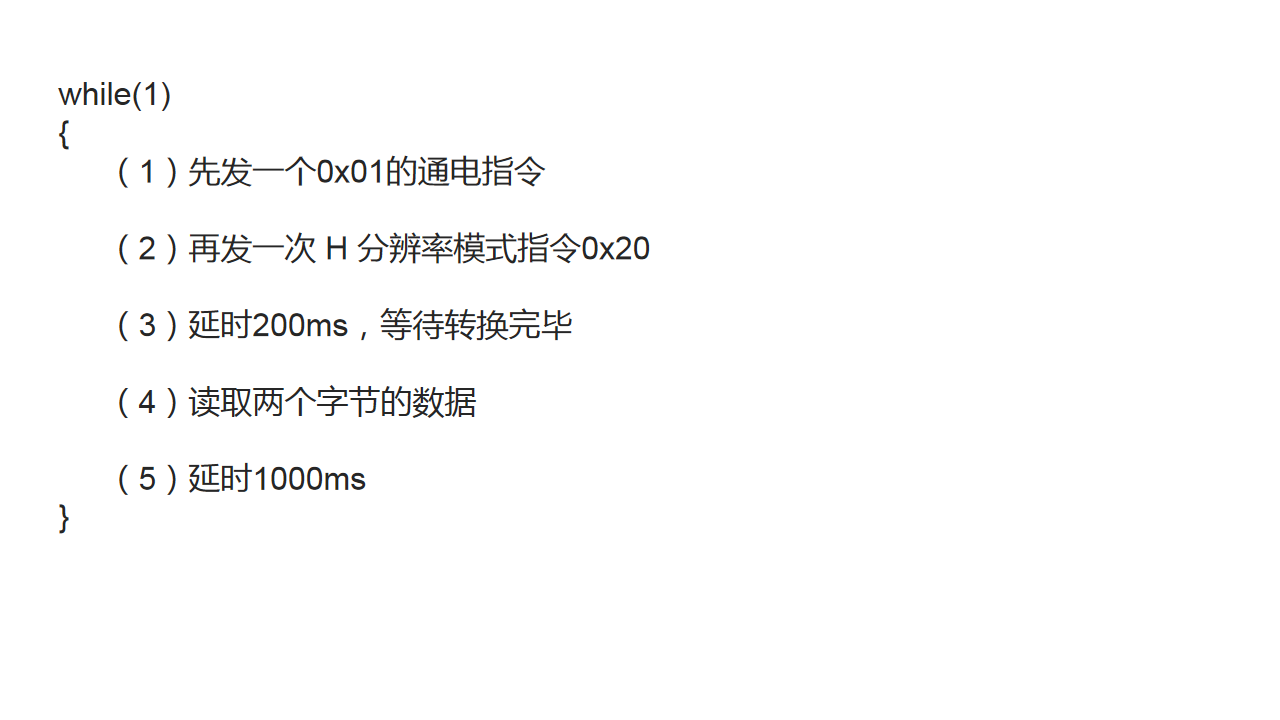 while(1)
{
（1）先发一个0x01的通电指令
（2）再发一次 H 分辨率模式指令0x20
（3）延时200ms，等待转换完毕
（4）读取两个字节的数据
（5）延时1000ms
}